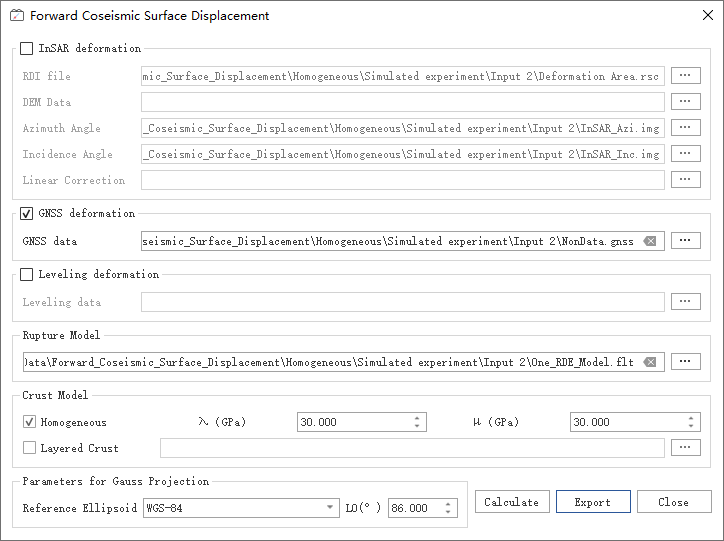 Forward Coseismic Surface Displacement
InSAR deformation
RDI file mic_Surface_Displacement\Homogeneous\Simulated experiment\Input 2\Deformation Area.rsc ...
DEM Data ...
Azimuth Angle _Coseismic_Surface_Displacement\Homogeneous\Simulated experiment\Input 2\InSAR_Azi.img ...
Incidence Angle _Coseismic_Surface_Displacement\Homogeneous\Simulated experiment\Input 2\InSAR_Inc.img ...
Linear Correction ...
GNSS deformation
GNSS data seismic_Surface_Displacement\Homogeneous\Simulated experiment\Input 2\NonData.gnss ...
Leveling deformation
Leveling data ...
Rupture Model
Data\Forward_Coseismic_Surface_Displacement\Homogeneous\Simulated experiment\Input 2\One_RDE_Model.flt ...
Crust Model
Homogeneous λ (GPa) 30.000 μ (GPa) 30.000
Layered Crust ...
Parameters for Gauss Projection
Reference Ellipsoid WGS-84 L0(° ) 86.000
Calculate Export Close